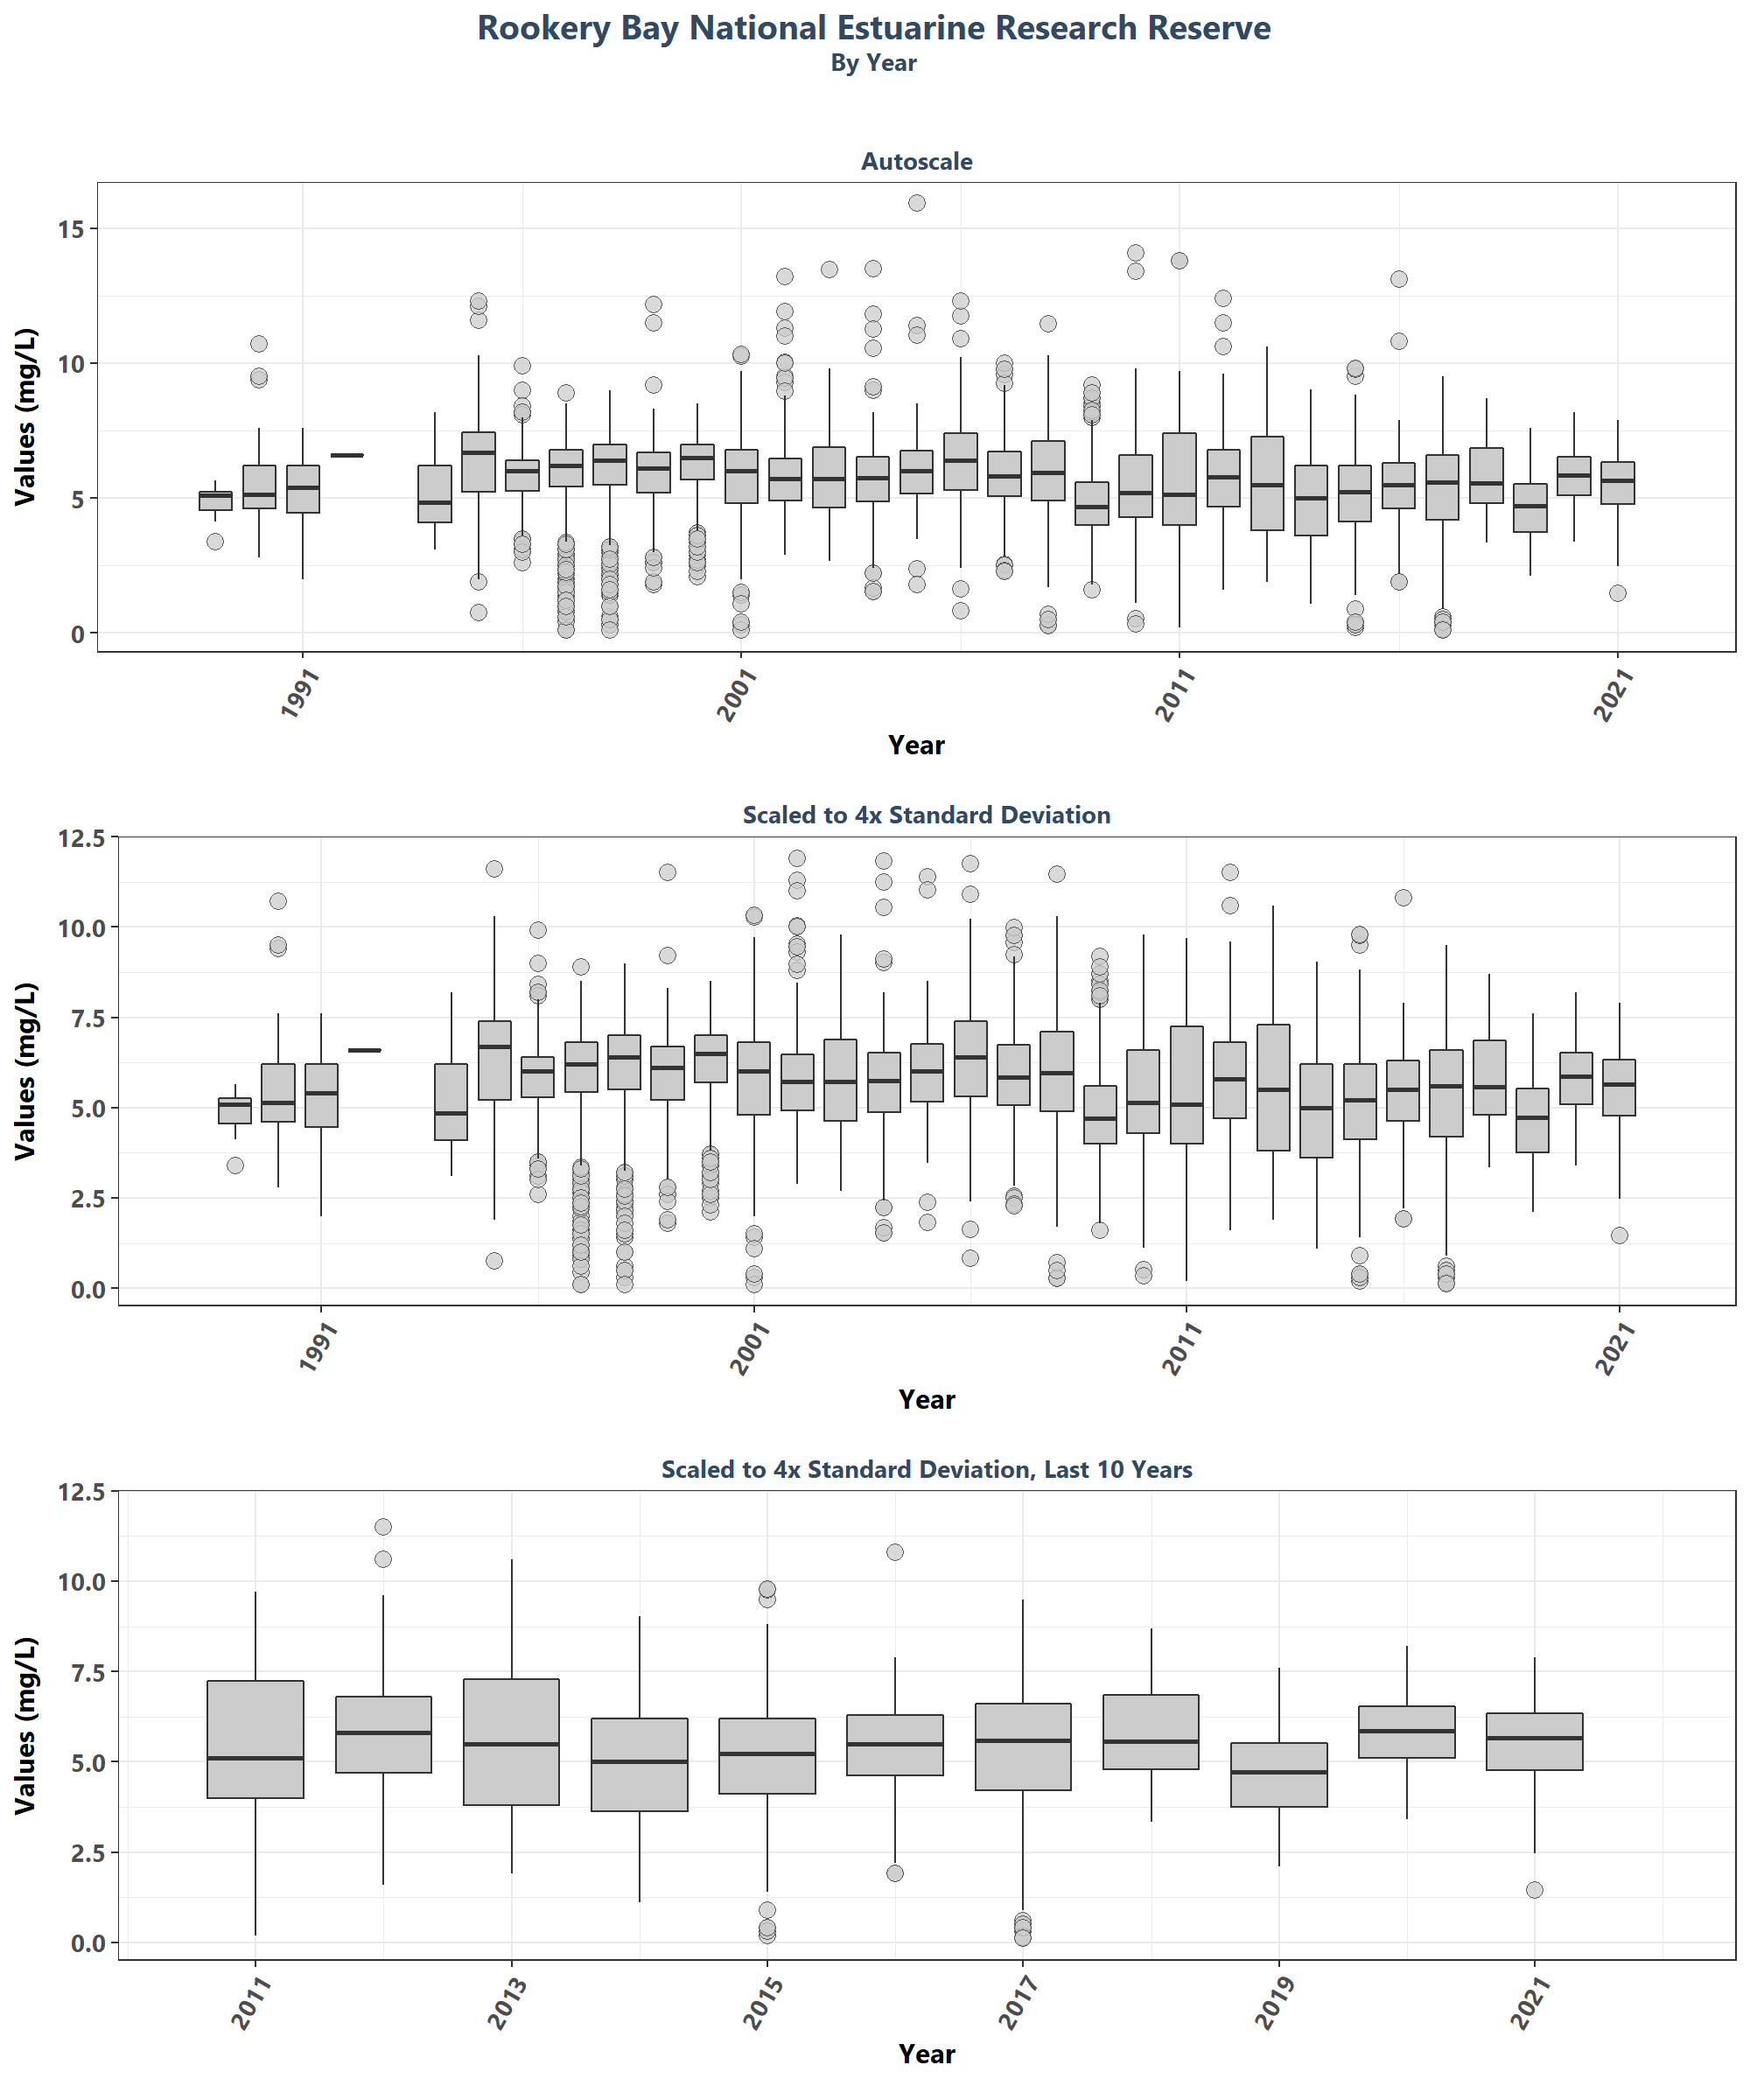 Rookery Bay National Estuarine Research Reserve
By Year
Autoscale
Values (mg/L)
15
10
5
0
1991
2001
2011
2021
Year
Scaled to 4x Standard Deviation
Values (mg/L)
12.5
10.0
7.5
5.0
2.5
0.0
1991
2001
2011
2021
Year
Scaled to 4x Standard Deviation, Last 10 Years
Values (mg/L)
12.5
10.0
7.5
5.0
2.5
0.0
2011
2013
2015
2017
2019
2021
Year